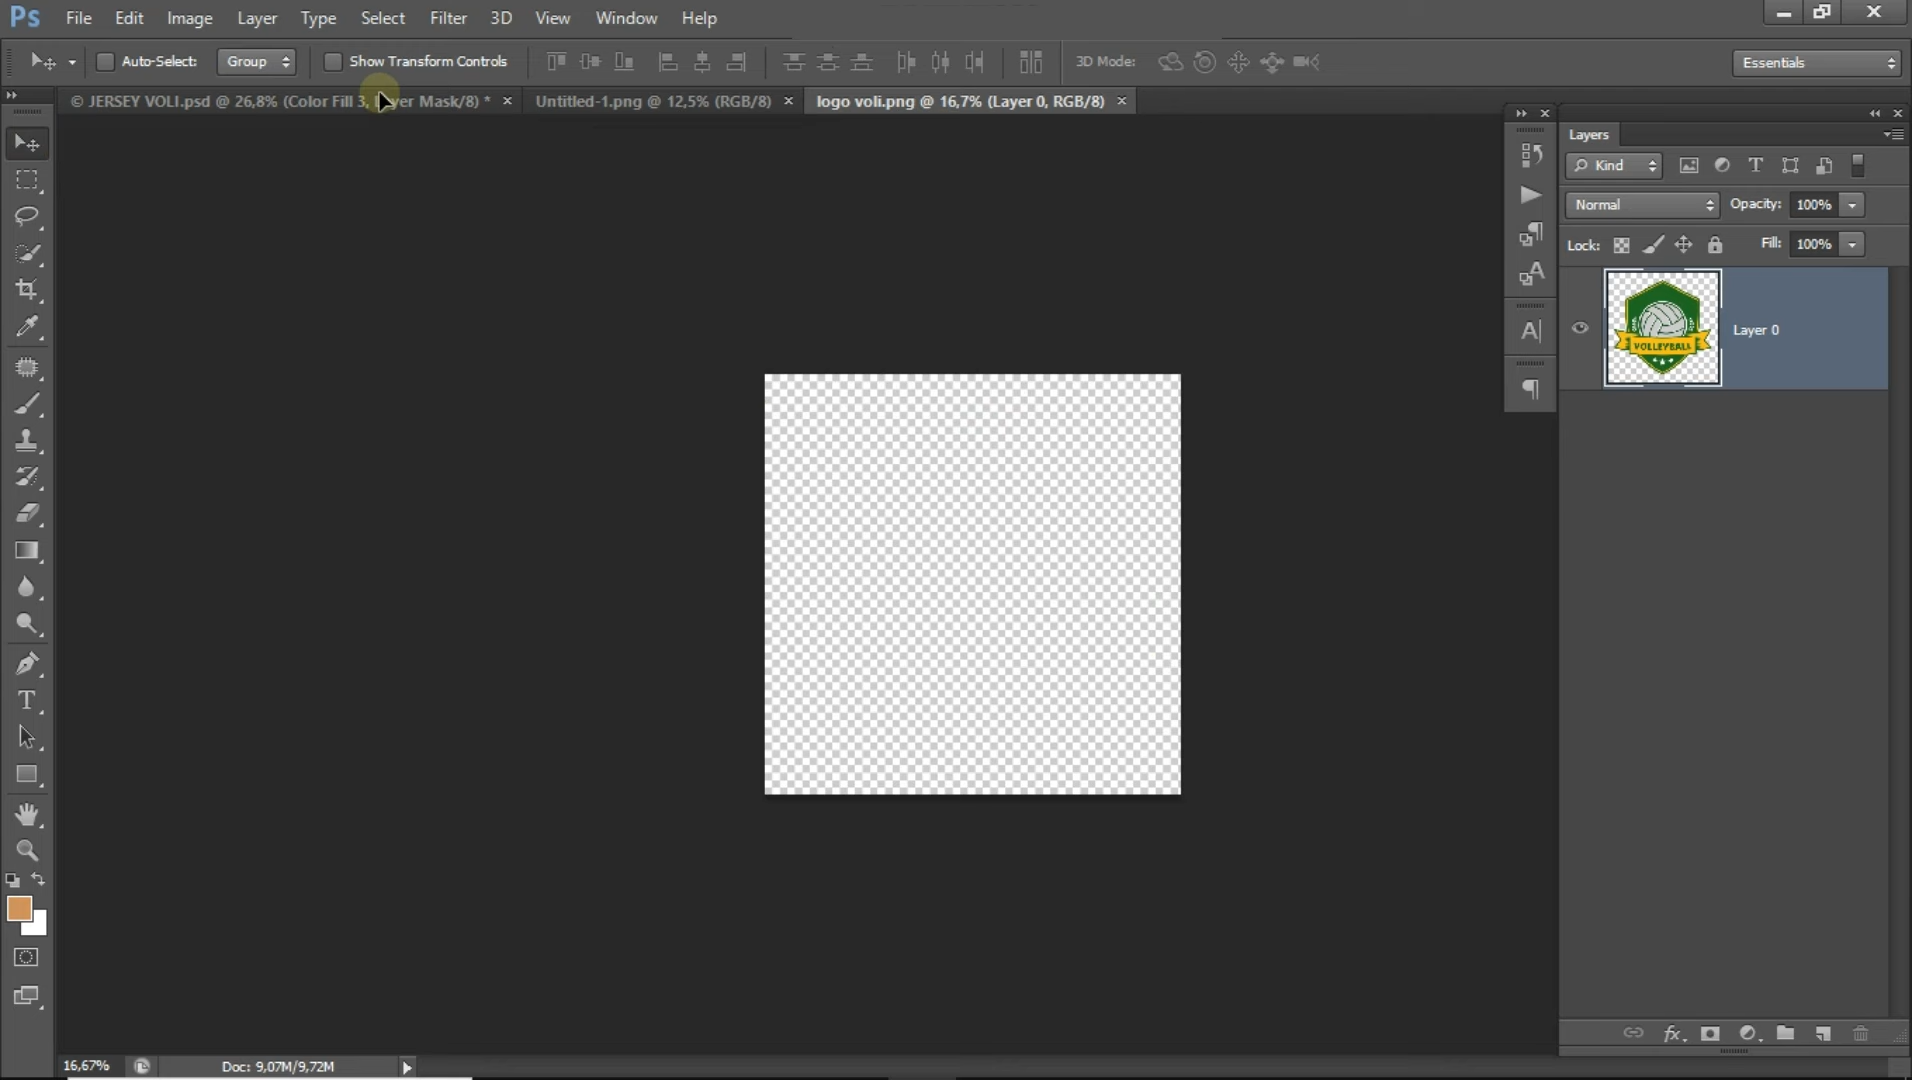 Ps File Edit Image Layer Type Select Filter 3D View Window Help
Auto-Select: Group Show Transform Controls 3D Mode: Essentials
© JERSEY VOLI.psd @ 26,8% (Color Fill 3, Layer Mask/8) * Untitled-1.png @ 12,5% (RGB/8) logo voli.png @ 16,7% (Layer 0, RGB/8)
Layers
Kind
Normal Opacity: 100%
Lock: Fill: 100%
VOLLEYBALL
Layer 0
16,67% Doc: 9,07M/9,72M